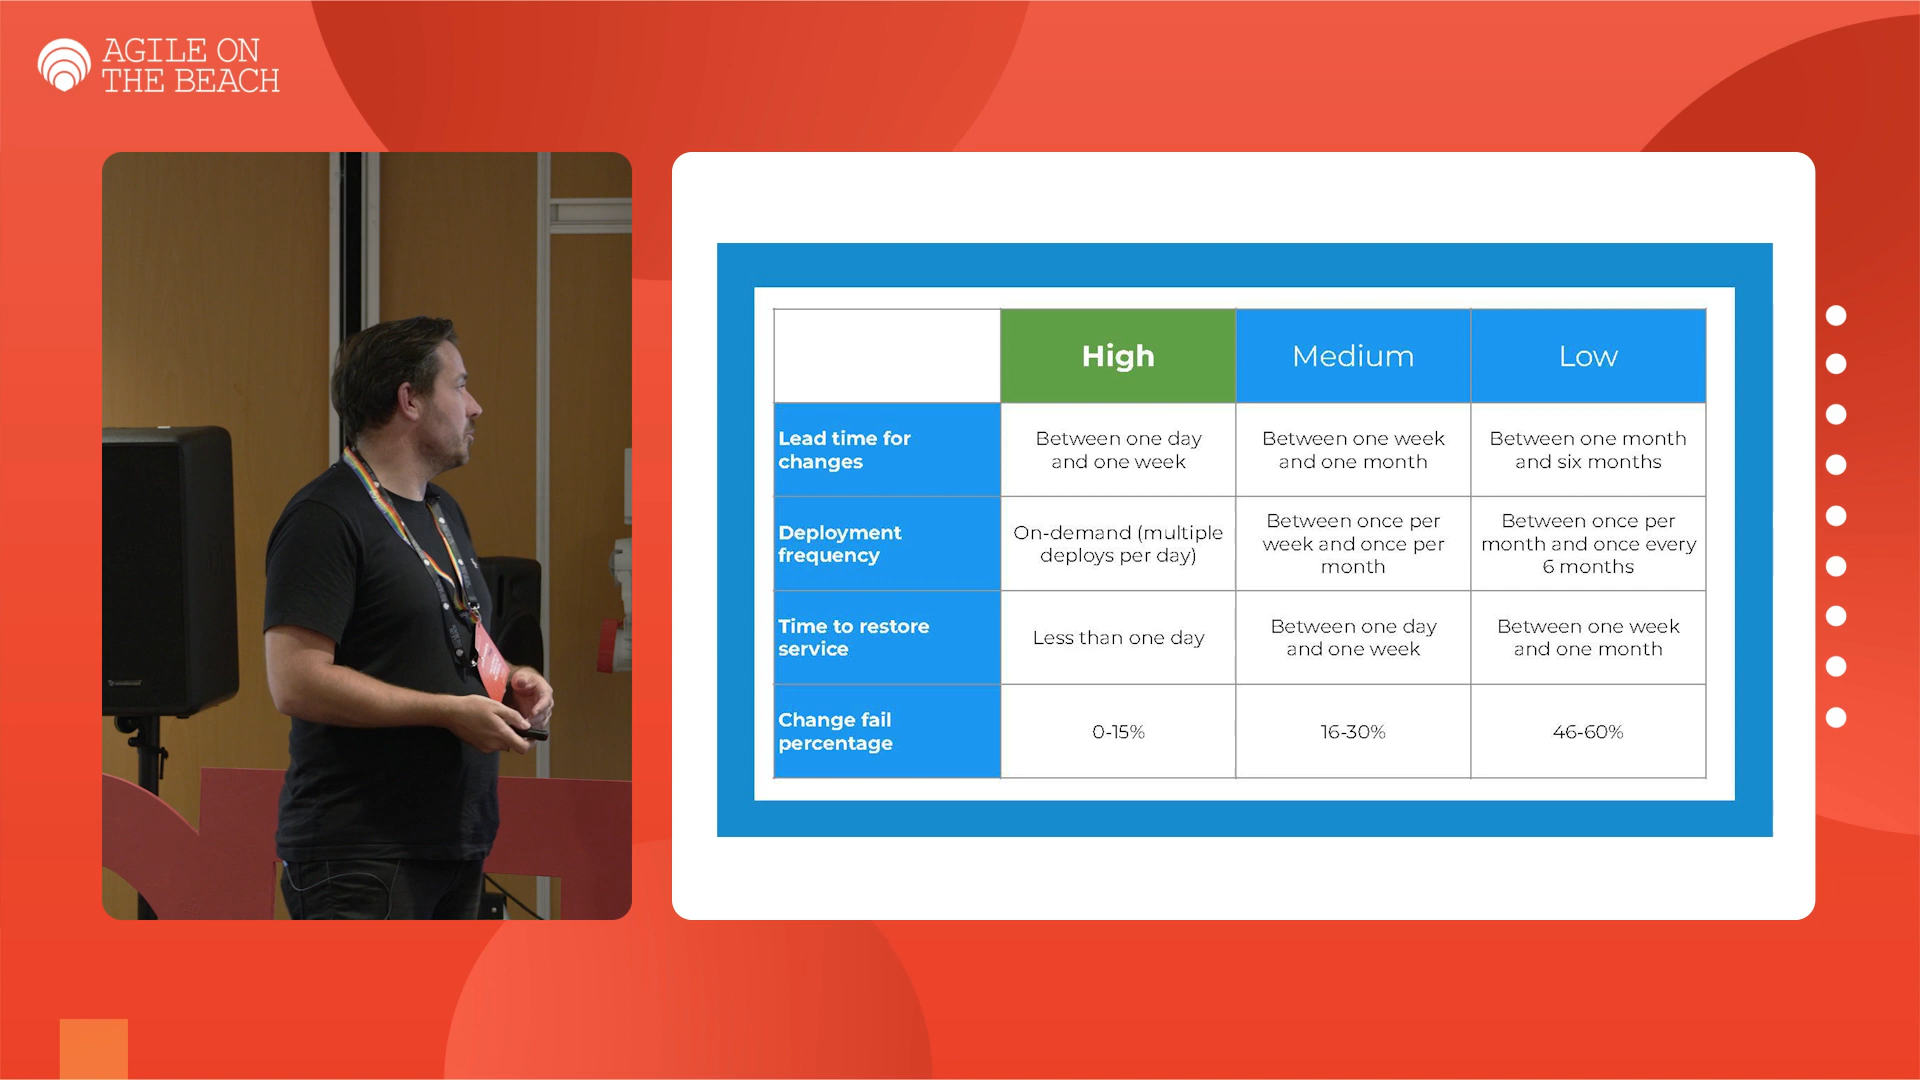 AGILE ON
THE BEACH
High
Medium
Low
Lead time for
changes
Between one day
and one week
Between one week
and one month
Between one month
and six months
Deployment
frequency
On-demand (multiple
deploys per day)
Between once per
week and once per
month
Between once per
month and once every
6 months
Time to restore
service
Less than one day
Between one day
and one week
Between one week
and one month
Change fail
percentage
0-15%
16-30%
46-60%